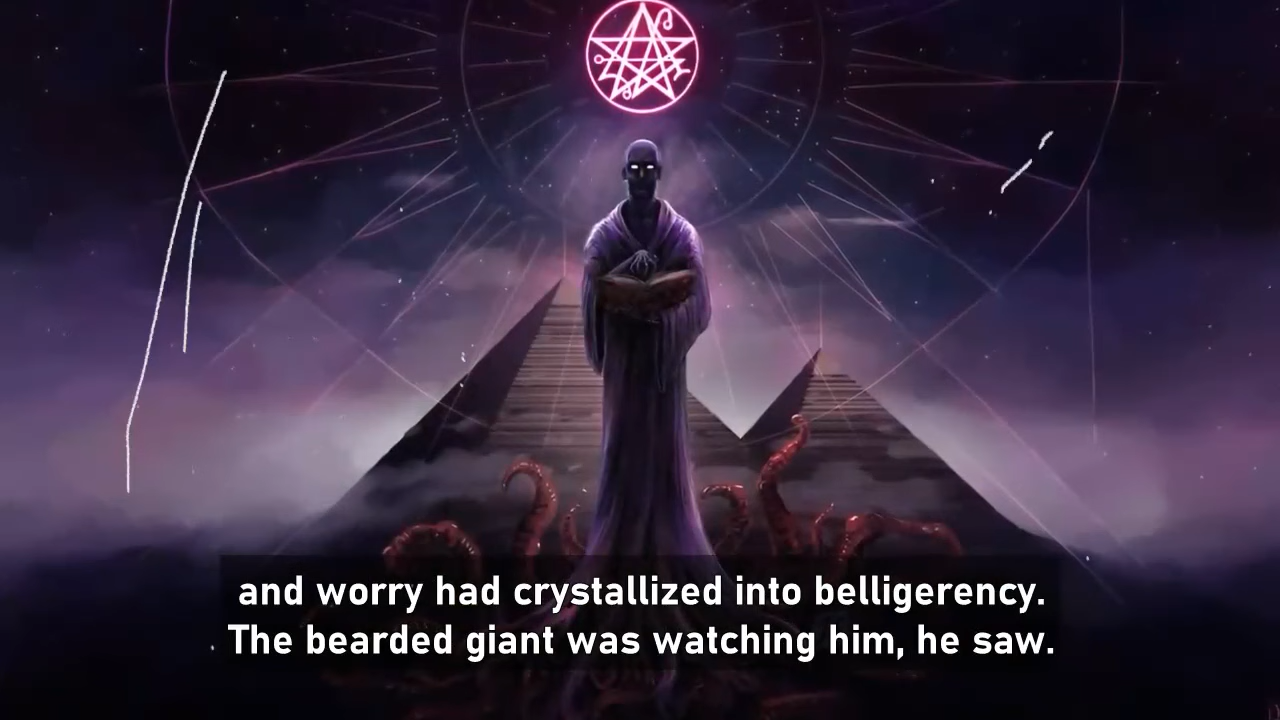 and worry had crystallized into belligerency.
The bearded giant was watching him, he saw.